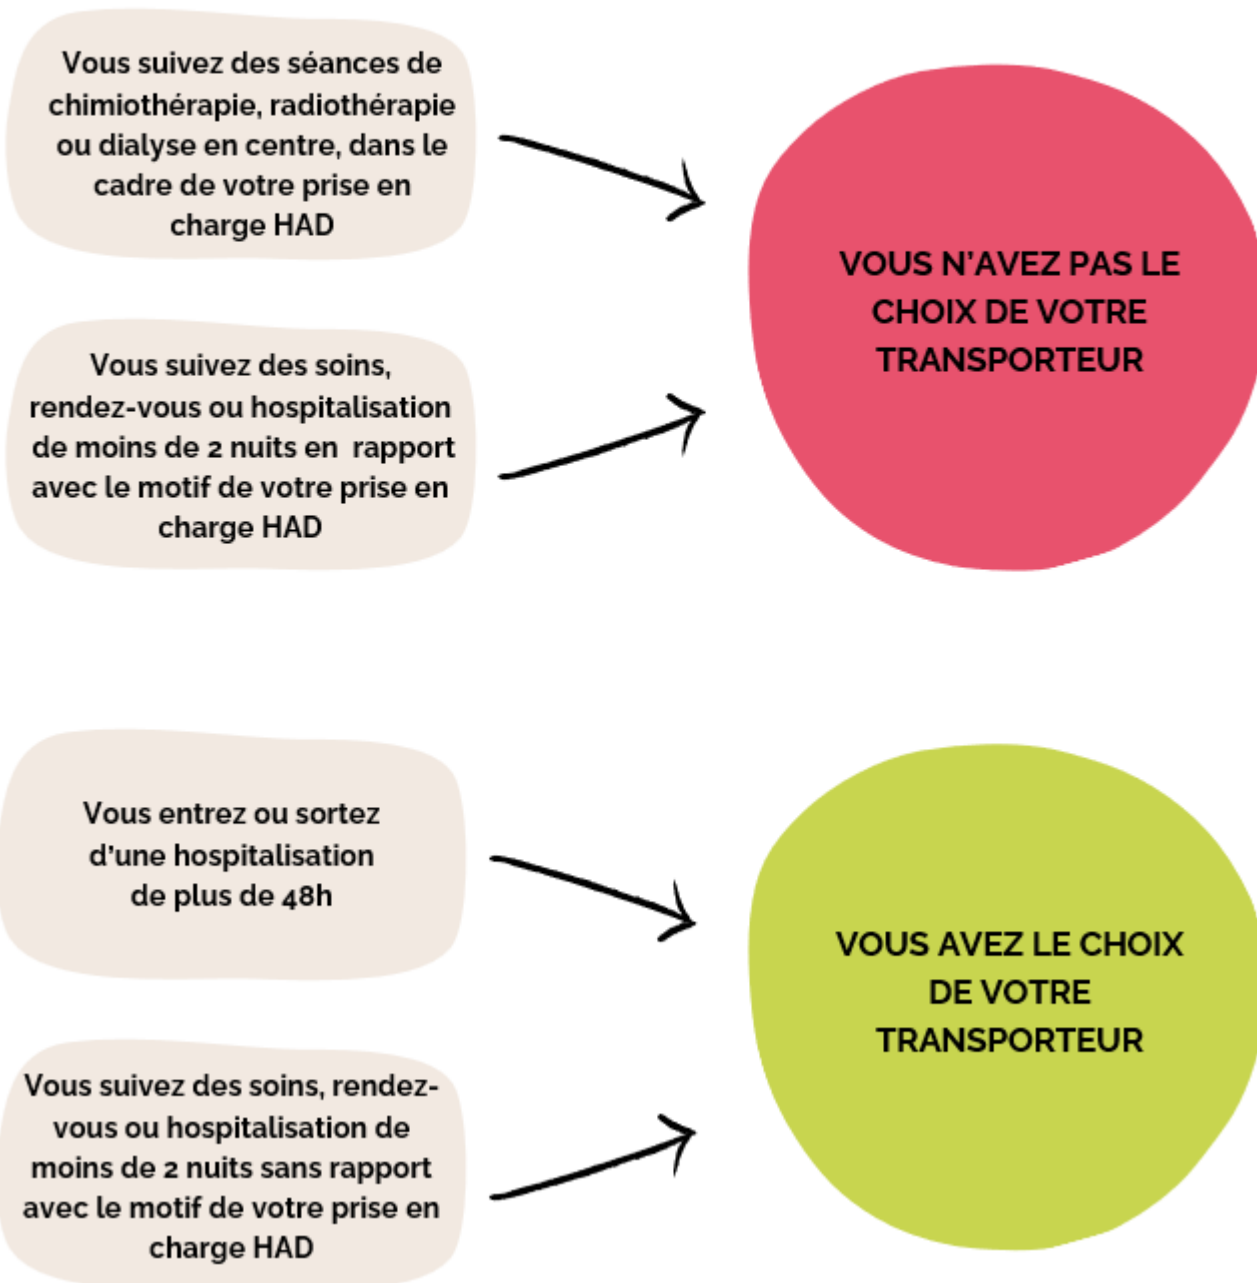 Vous suivez des séances de
chimiothérapie, radiothérapie
ou dialyse en centre, dans le
cadre de votre prise en
charge HAD
VOUS N'AVEZ PAS LE
CHOIX DE VOTRE
TRANSPORTEUR
Vous suivez des soins,
rendez-vous ou hospitalisation
de moins de 2 nuits en rapport
avec le motif de votre prise en
charge HAD
Vous entrez ou sortez
d'une hospitalisation
de plus de 48h
VOUS AVEZ LE CHOIX
DE VOTRE
TRANSPORTEUR
Vous suivez des soins, rendez-
vous ou hospitalisation de
moins de 2 nuits sans rapport
avec le motif de votre prise en
charge HAD